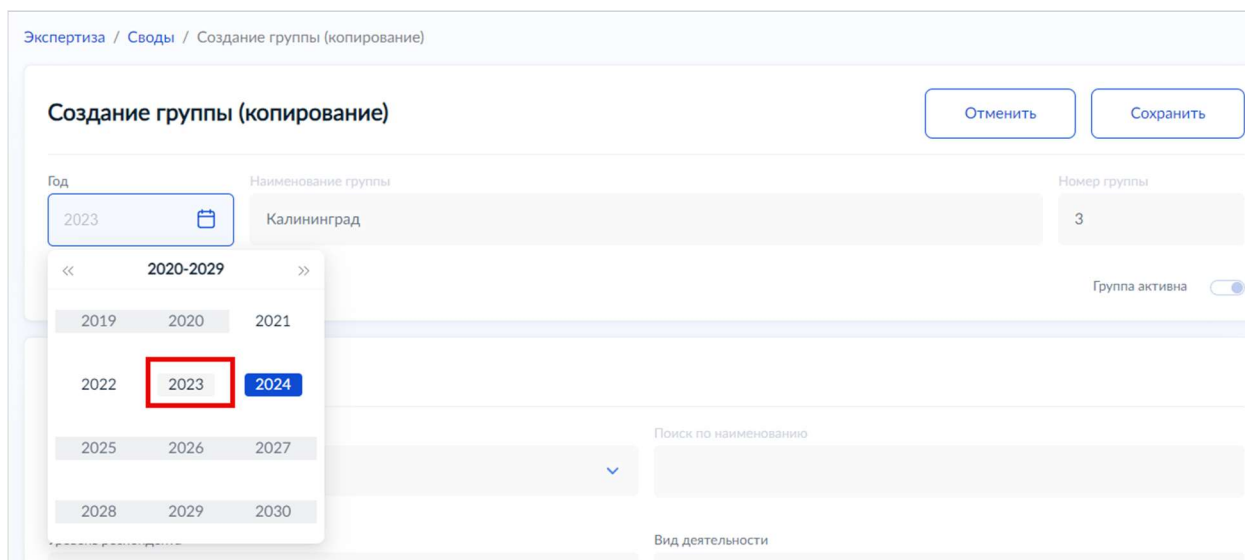 Экспертиза / Своды / Создание группы (копирование)
Создание группы (копирование)
Отменить
Сохранить
Год
Наименование группы
Номер группы
2023
Калининград
3
« 2020-2029 »
Группа активна
2019 2020 2021
2022 2023 2024
Поиск по наименованию
2025 2026 2027
2028 2029 2030
Вид деятельности